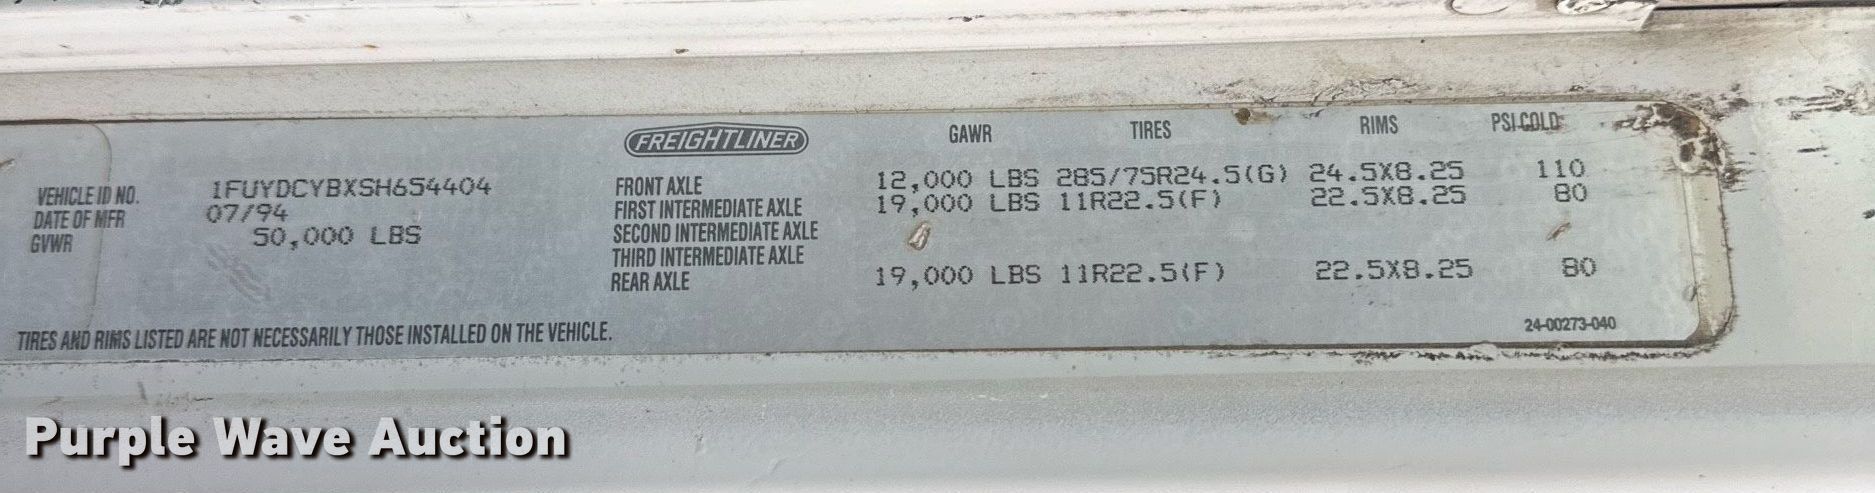 FREIGHTLINER GAWR TIRES RIMS PSI COLD
VEHICLE ID NO. 1FUYDCYBXSH654404 FRONT AXLE 12,000 LBS 285/75R24.5(G) 24.5X8.25 110
DATE OF MFR 07/94 FIRST INTERMEDIATE AXLE 19,000 LBS 11R22.5(F) 22.5X8.25 80
GVWR 50,000 LBS SECOND INTERMEDIATE AXLE
THIRD INTERMEDIATE AXLE
REAR AXLE 19,000 LBS 11R22.5(F) 22.5X8.25 80
TIRES AND RIMS LISTED ARE NOT NECESSARILY THOSE INSTALLED ON THE VEHICLE. 24-00273-040
Purple Wave Auction